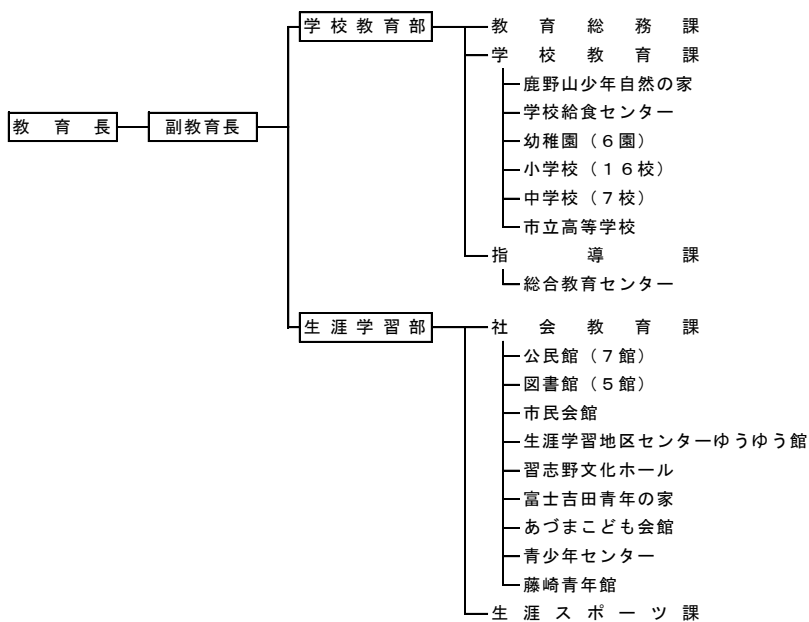 学校教育部
教育総務課
学校教育課
鹿野山少年自然の家
学校給食センター
教育長
副教育長
幼稚園（６園）
小学校（１６校）
中学校（７校）
市立高等学校
指導課
総合教育センター
生涯学習部
社会教育課
公民館（７館）
図書館（５館）
市民会館
生涯学習地区センターゆうゆう館
習志野文化ホール
富士吉田青年の家
あづまこども会館
青少年センター
藤崎青年館
生涯スポーツ課